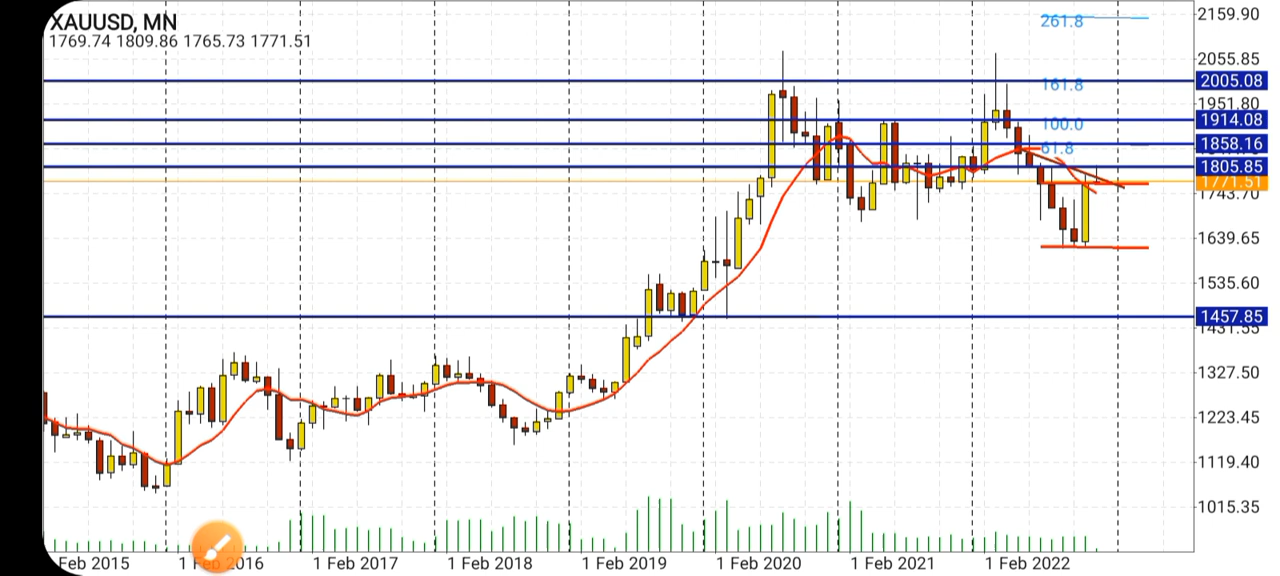 XAUUSD, MN
1769.74 1809.86 1765.73 1771.51
261.8
161.8
100.0
61.8
2159.90
2055.85
2005.08
1951.80
1914.08
1858.16
1805.85
1771.51
1743.70
1639.65
1535.60
1457.85
1431.55
1327.50
1223.45
1119.40
1015.35
Feb 2015
1 Feb 2016
1 Feb 2017
1 Feb 2018
1 Feb 2019
1 Feb 2020
1 Feb 2021
1 Feb 2022